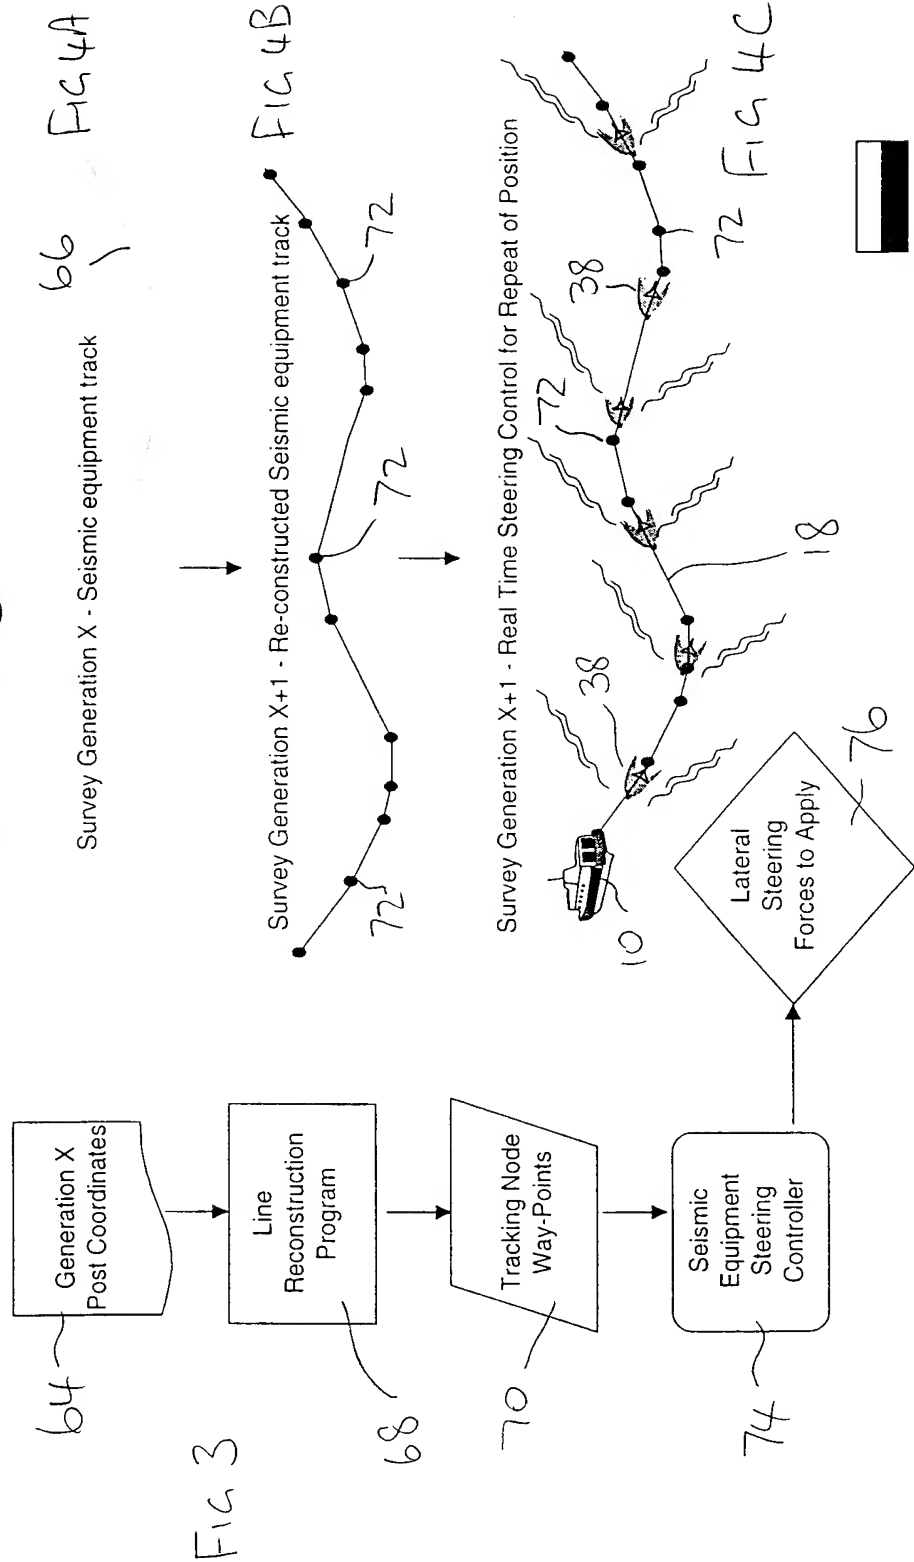 64
Generation X
Post Coordinates
Fig 3
Line
Reconstruction
Program
68
Tracking Node
Way-Points
70
Seismic
Equipment
Steering
Controller
74
Lateral
Steering
Forces to Apply
76
Survey Generation X - Seismic equipment track
66
Fig 4A
Survey Generation X+1 - Re-constructed Seismic equipment track
Fig 4B
72
72
72
Survey Generation X+1 - Real Time Steering Control for Repeat of Position
10
38
18
72
38
72
Fig 4C